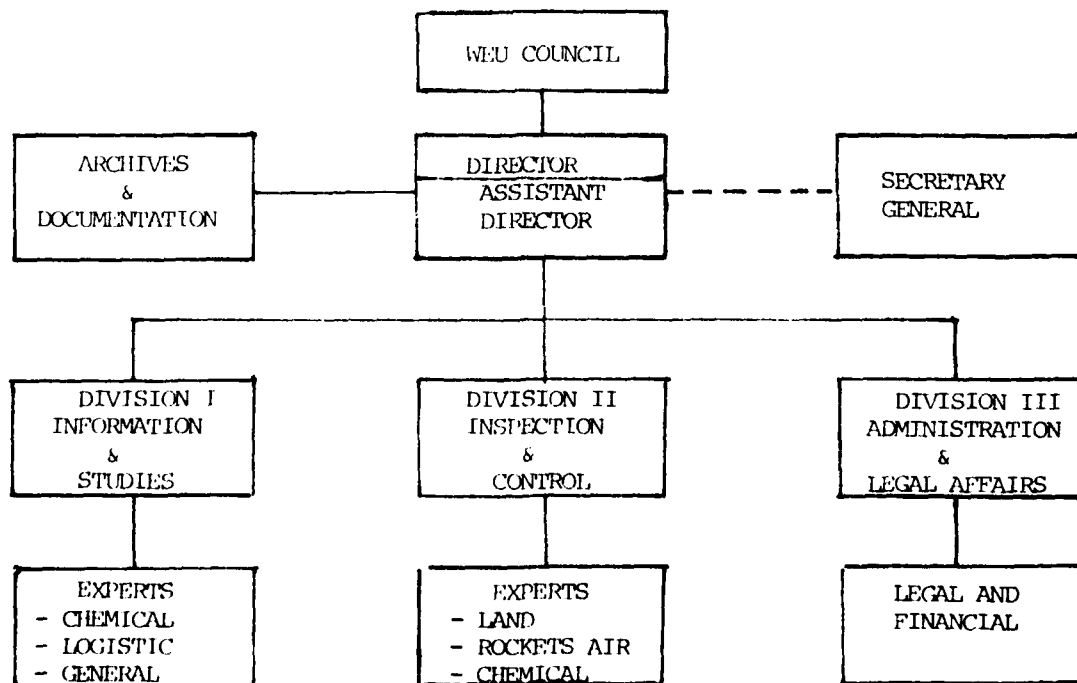 WEU COUNCIL
ARCHIVES
&
DOCUMENTATION
DIRECTOR
ASSISTANT
DIRECTOR
SECRETARY
GENERAL
DIVISION I
INFORMATION
&
STUDIES
DIVISION II
INSPECTION
&
CONTROL
DIVISION III
ADMINISTRATION
&
LEGAL AFFAIRS
EXPERTS
- CHEMICAL
- LOGISTIC
- GENERAL
EXPERTS
- LAND
- ROCKETS AIR
- CHEMICAL
LEGAL AND
FINANCIAL